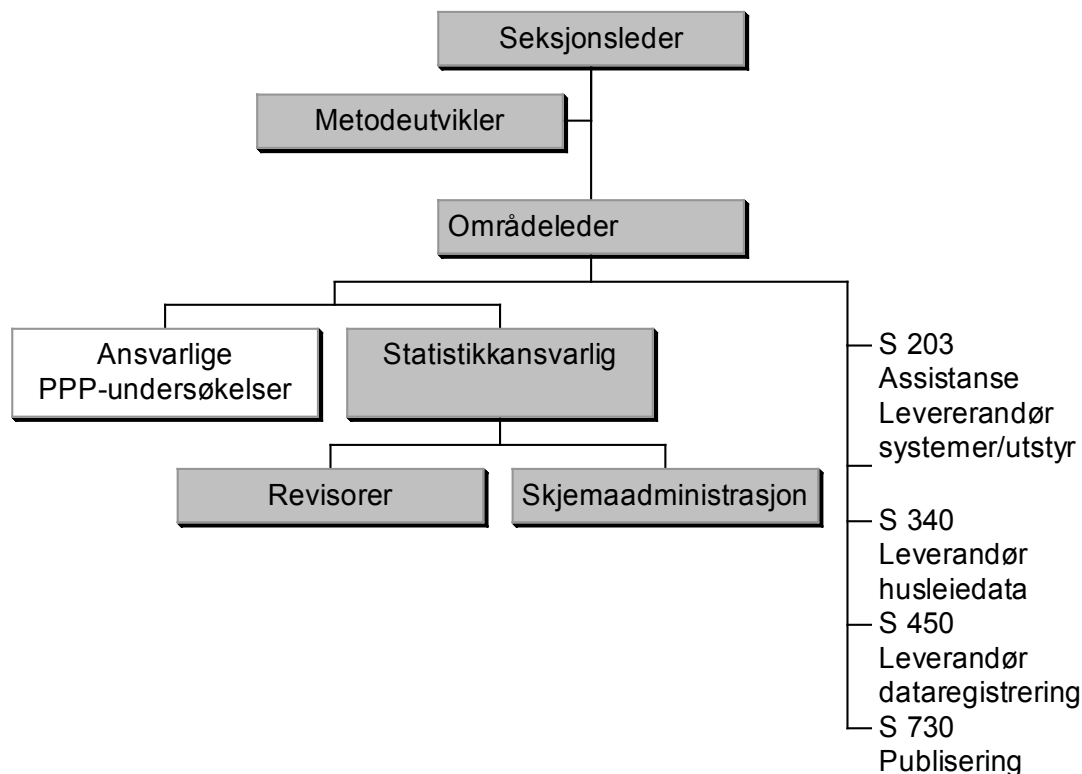 Seksjonsleder
Metodeutvikler
Områdeleder
Ansvarlige
PPP-undersøkelser
Statistikkansvarlig
Revisorer
Skjemaadministrasjon
S 203
Assistanse
Levererandør
systemer/utstyr
S 340
Leverandør
husleiedata
S 450
Leverandør
dataregistrering
S 730
Publisering